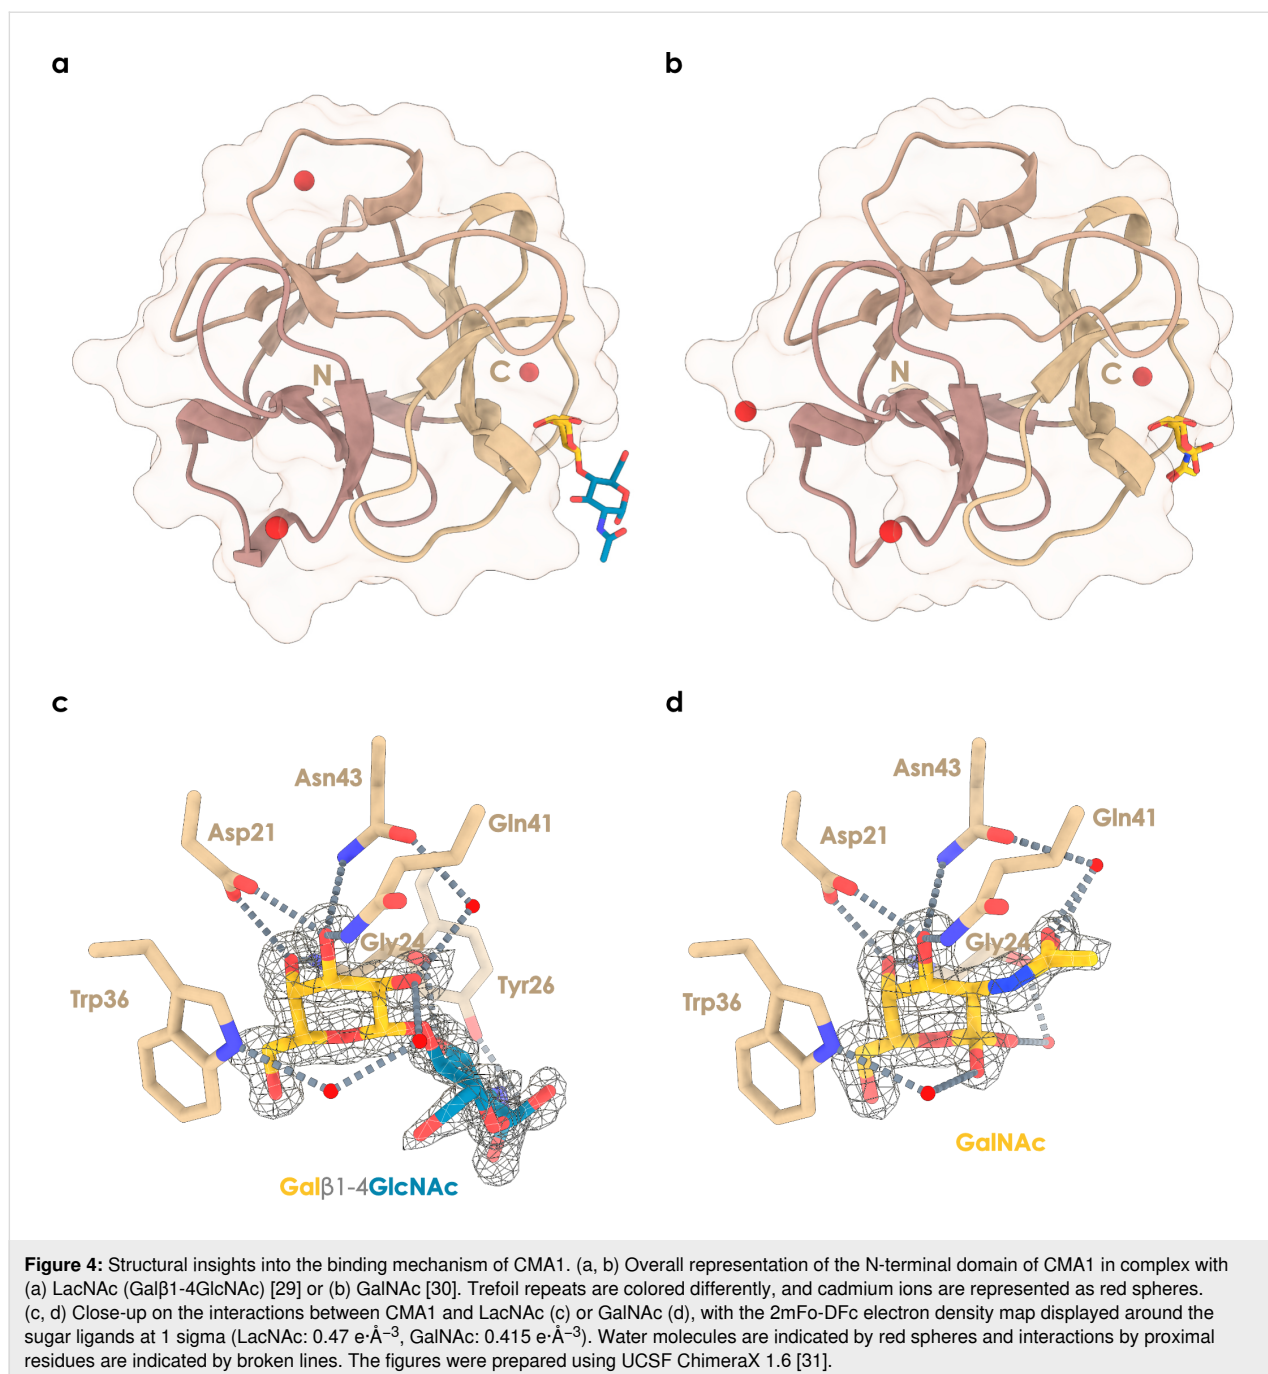 a
b
N
C
N
C
c
d
Asn43
Gln41
Asp21
Gly24
Tyr26
Trp36
Galβ1-4GlcNAc
Asn43
Gln41
Asp21
Gly24
Trp36
GalNAc
Figure 4: Structural insights into the binding mechanism of CMA1. (a, b) Overall representation of the N-terminal domain of CMA1 in complex with
(a) LacNAc (Galβ1-4GlcNAc) [29] or (b) GalNAc [30]. Trefoil repeats are colored differently, and cadmium ions are represented as red spheres.
(c, d) Close-up on the interactions between CMA1 and LacNAc (c) or GalNAc (d), with the 2mFo-DFc electron density map displayed around the
sugar ligands at 1 sigma (LacNAc: 0.47 e·Å⁻³, GalNAc: 0.415 e·Å⁻³). Water molecules are indicated by red spheres and interactions by proximal
residues are indicated by broken lines. The figures were prepared using UCSF ChimeraX 1.6 [31].